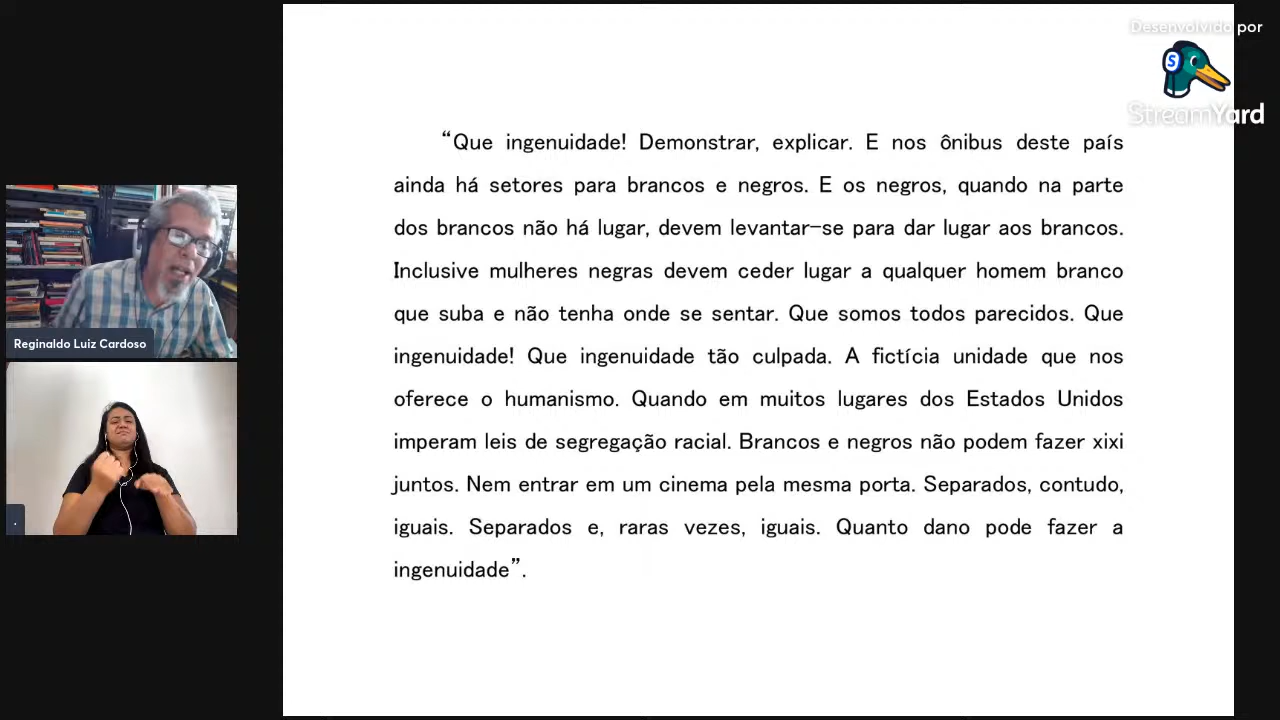 Desenvolvido por
StreamYard
“Que ingenuidade! Demonstrar, explicar. E nos ônibus deste país
ainda há setores para brancos e negros. E os negros, quando na parte
dos brancos não há lugar, devem levantar-se para dar lugar aos brancos.
Inclusive mulheres negras devem ceder lugar a qualquer homem branco
que suba e não tenha onde se sentar. Que somos todos parecidos. Que
ingenuidade! Que ingenuidade tão culpada. A fictícia unidade que nos
oferece o humanismo. Quando em muitos lugares dos Estados Unidos
imperam leis de segregação racial. Brancos e negros não podem fazer xixi
juntos. Nem entrar em um cinema pela mesma porta. Separados, contudo,
iguais. Separados e, raras vezes, iguais. Quanto dano pode fazer a
ingenuidade”.
Reginaldo Luiz Cardoso
.